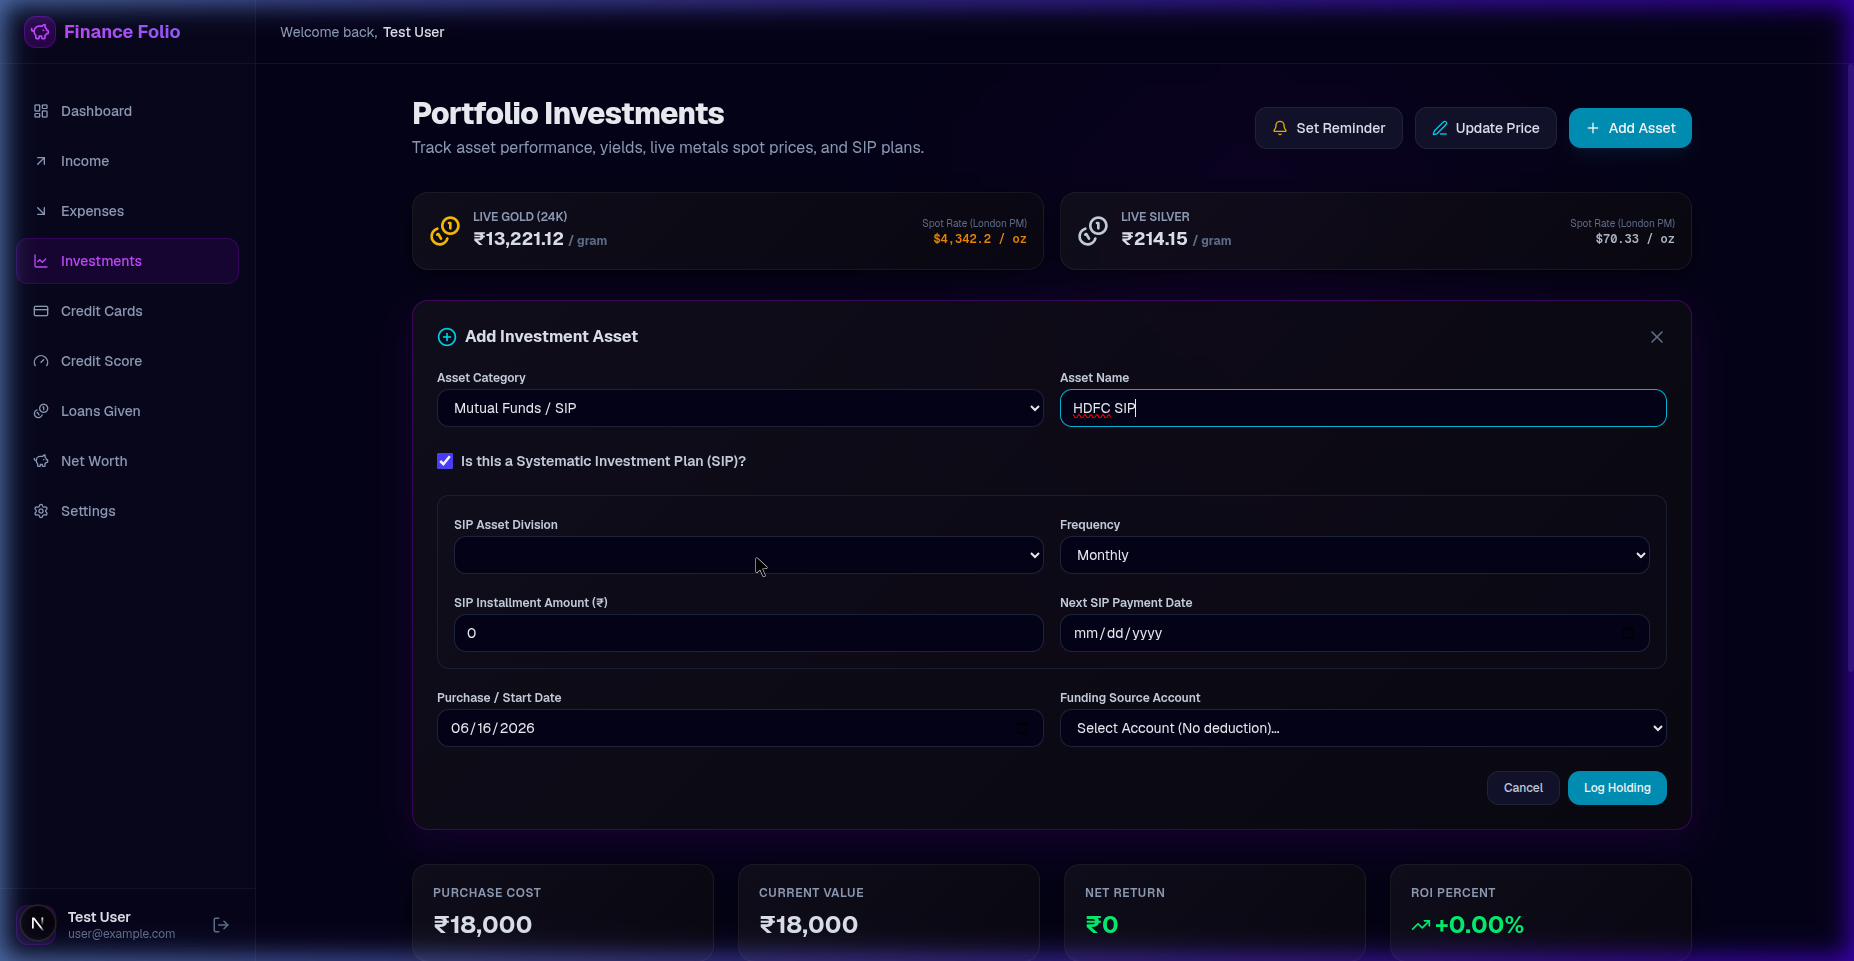 Finance Folio
Welcome back, Test User
Dashboard
Income
Expenses
Investments
Credit Cards
Credit Score
Loans Given
Net Worth
Settings
Test User
user@example.com
N
Portfolio Investments
Track asset performance, yields, live metals spot prices, and SIP plans.
Set Reminder
Update Price
Add Asset
LIVE GOLD (24K)
₹13,221.12 / gram
Spot Rate (London PM)
$4,342.2 / oz
LIVE SILVER
₹214.15 / gram
Spot Rate (London PM)
$70.33 / oz
Add Investment Asset
Asset Category
Mutual Funds / SIP
Asset Name
HDFC SIP
Is this a Systematic Investment Plan (SIP)?
SIP Asset Division
Frequency
Monthly
SIP Installment Amount (₹)
0
Next SIP Payment Date
mm/dd/yyyy
Purchase / Start Date
06/16/2026
Funding Source Account
Select Account (No deduction)...
Cancel
Log Holding
PURCHASE COST
₹18,000
CURRENT VALUE
₹18,000
NET RETURN
₹0
ROI PERCENT
+0.00%